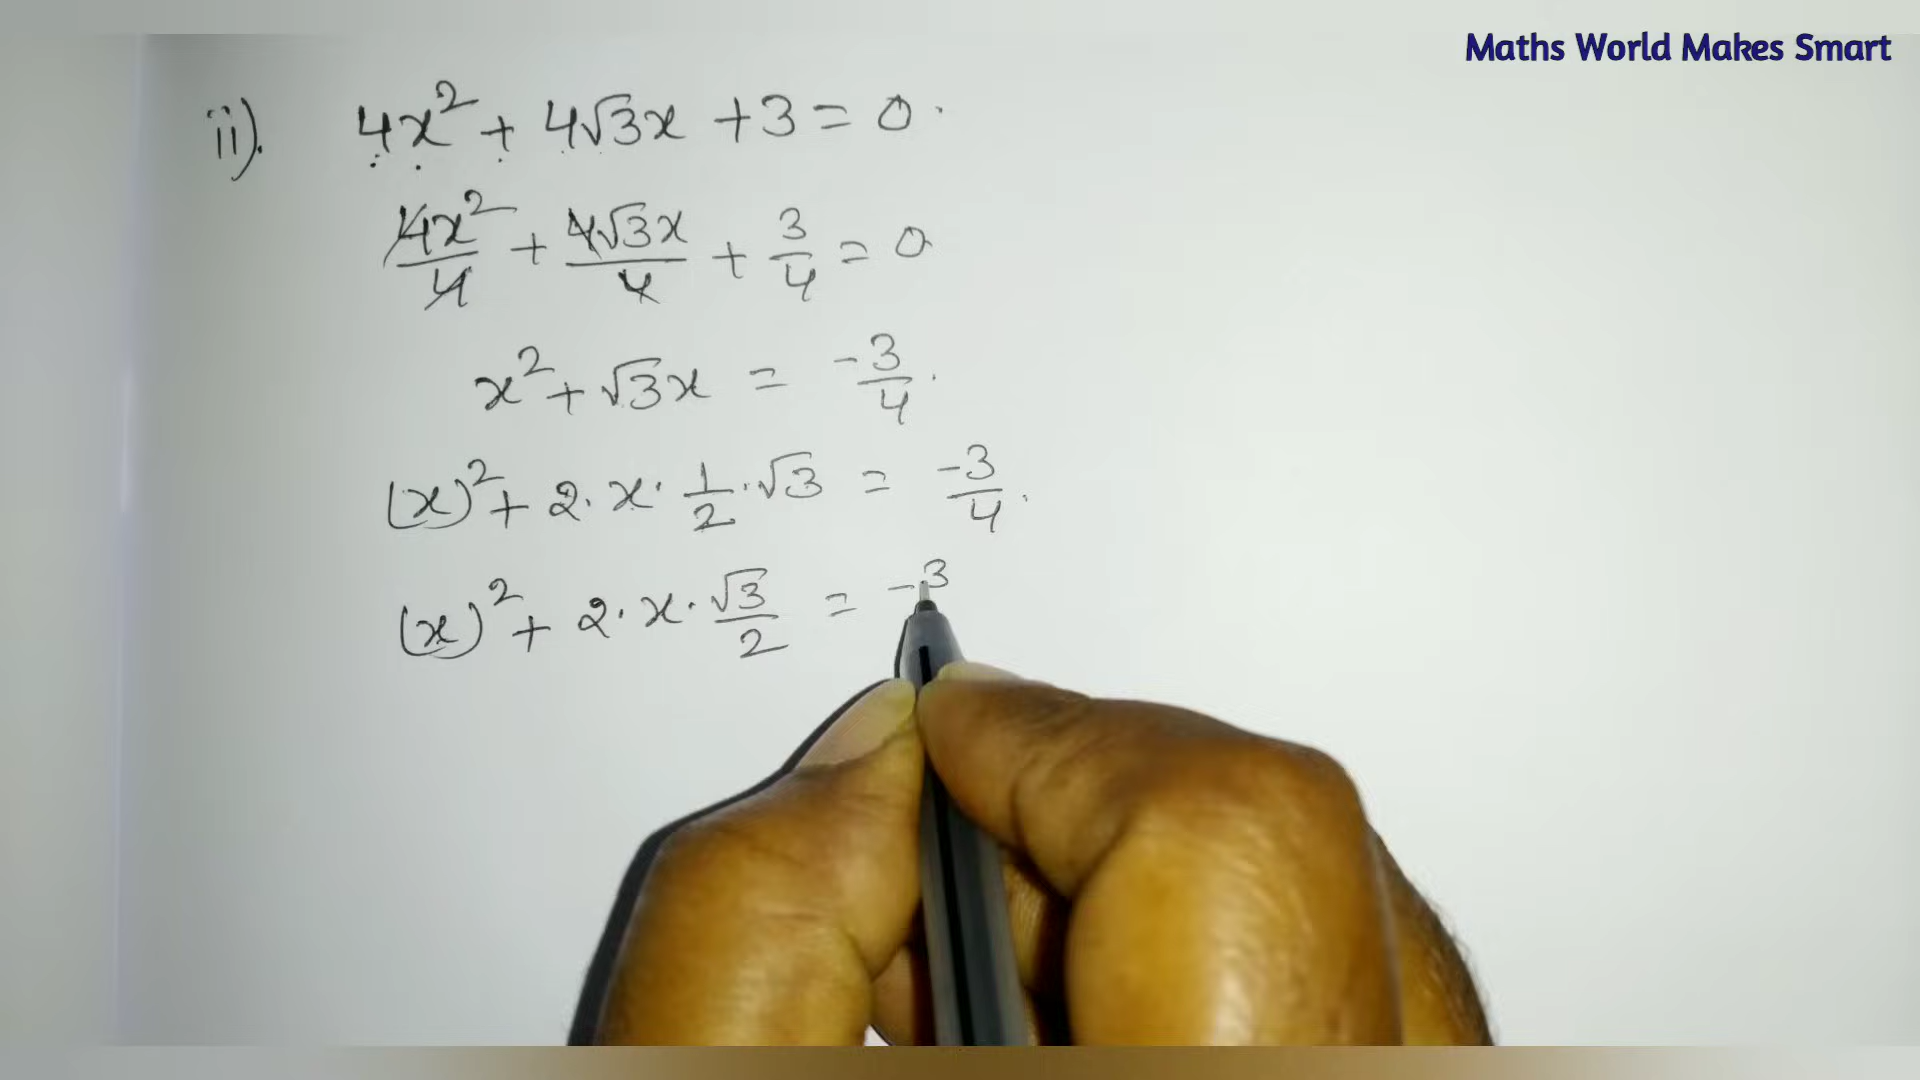 Maths World Makes Smart
ii). 4x² + 4√3x + 3 = 0.
4x²/4 + 4√3x/4 + 3/4 = 0
x² + √3x = -3/4.
(x)² + 2·x·1/2·√3 = -3/4.
(x)² + 2·x·√3/2 = -3